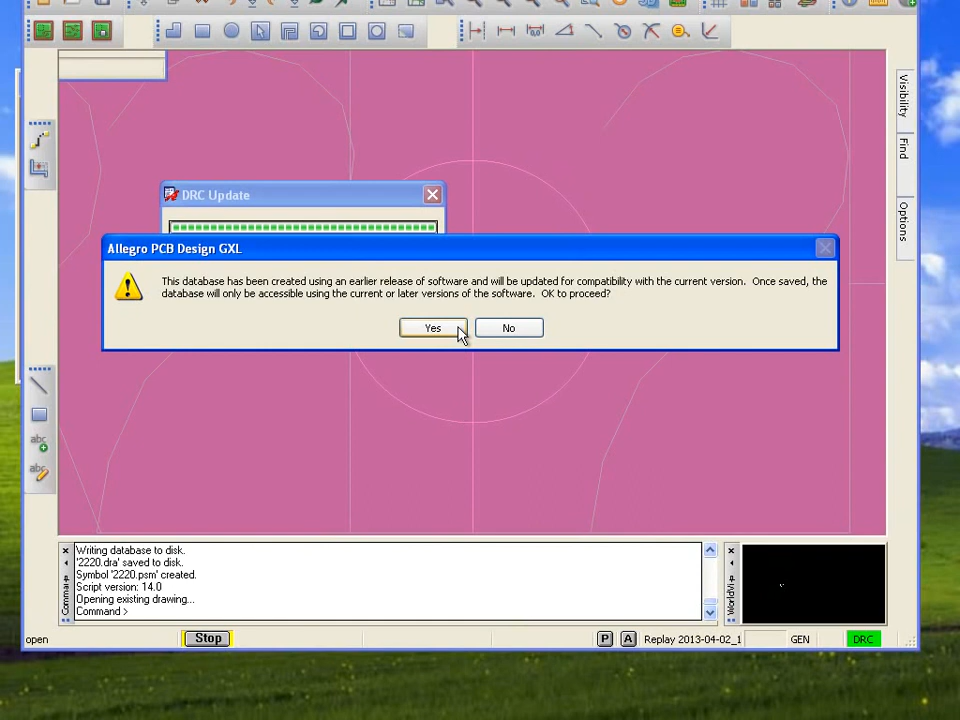 Visibility
Find
Options
DRC Update
Allegro PCB Design GXL
This database has been created using an earlier release of software and will be updated for compatibility with the current version. Once saved, the
database will only be accessible using the current or later versions of the software. OK to proceed?
Yes
No
abc
abc
Writing database to disk.
'2220.dra' saved to disk.
Symbol '2220.psm' created.
Script version: 14.0
Opening existing drawing...
Command >
open
Stop
P
A
Replay 2013-04-02_1
GEN
DRC